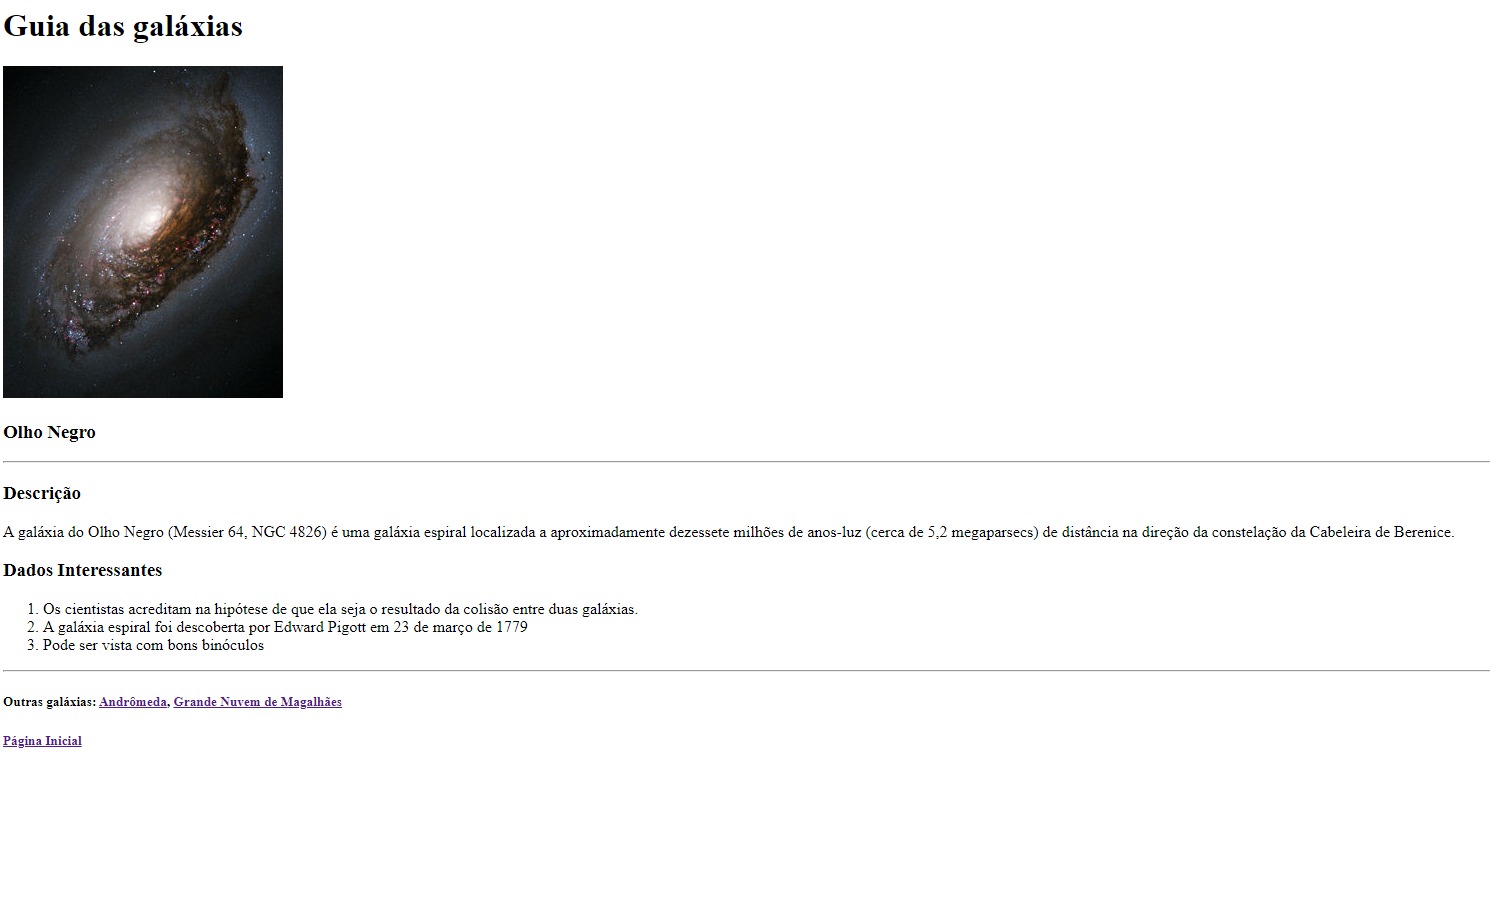 Guia das galáxias
Olho Negro
Descrição
A galáxia do Olho Negro (Messier 64, NGC 4826) é uma galáxia espiral localizada a aproximadamente dezessete milhões de anos-luz (cerca de 5,2 megaparsecs) de distância na direção da constelação da Cabeleira de Berenice.
Dados Interessantes
1. Os cientistas acreditam na hipótese de que ela seja o resultado da colisão entre duas galáxias.
2. A galáxia espiral foi descoberta por Edward Pigott em 23 de março de 1779
3. Pode ser vista com bons binóculos
Outras galáxias: Andrômeda, Grande Nuvem de Magalhães
Página Inicial